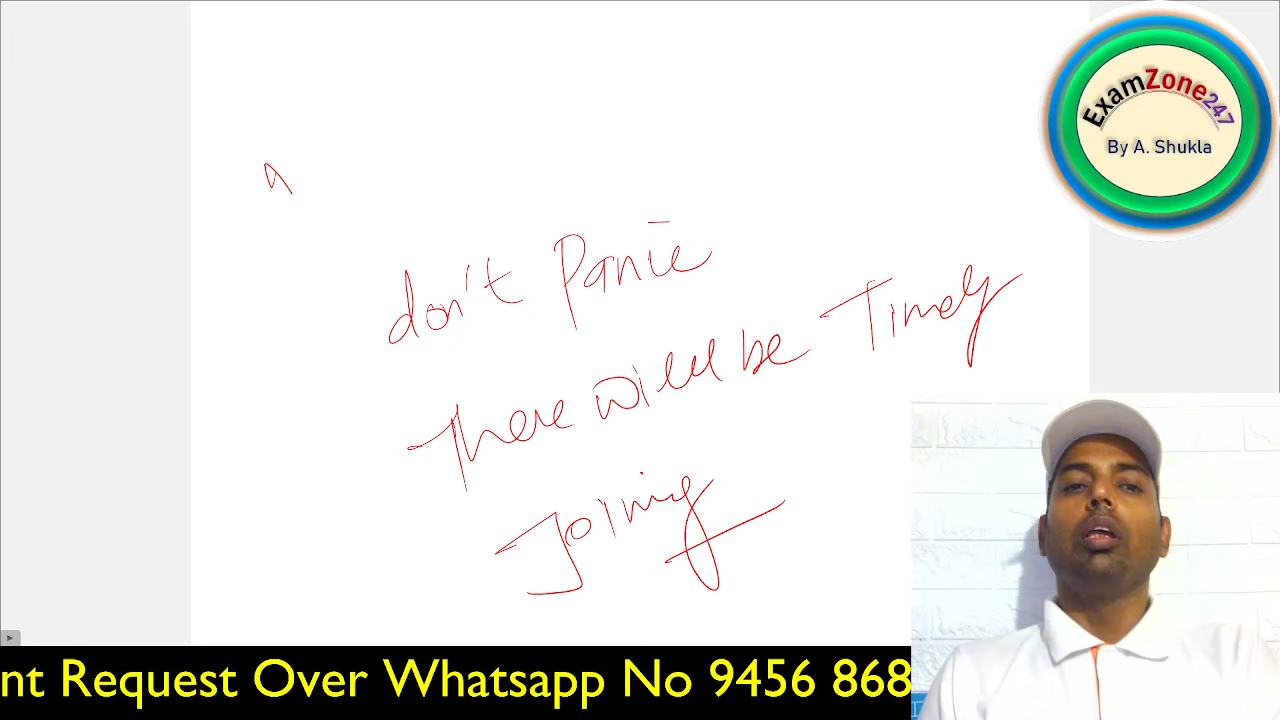 ExamZone247
By A. Shukla
don't Panic
There will be Timely
Joining
nt Request Over Whatsapp No 9456 868